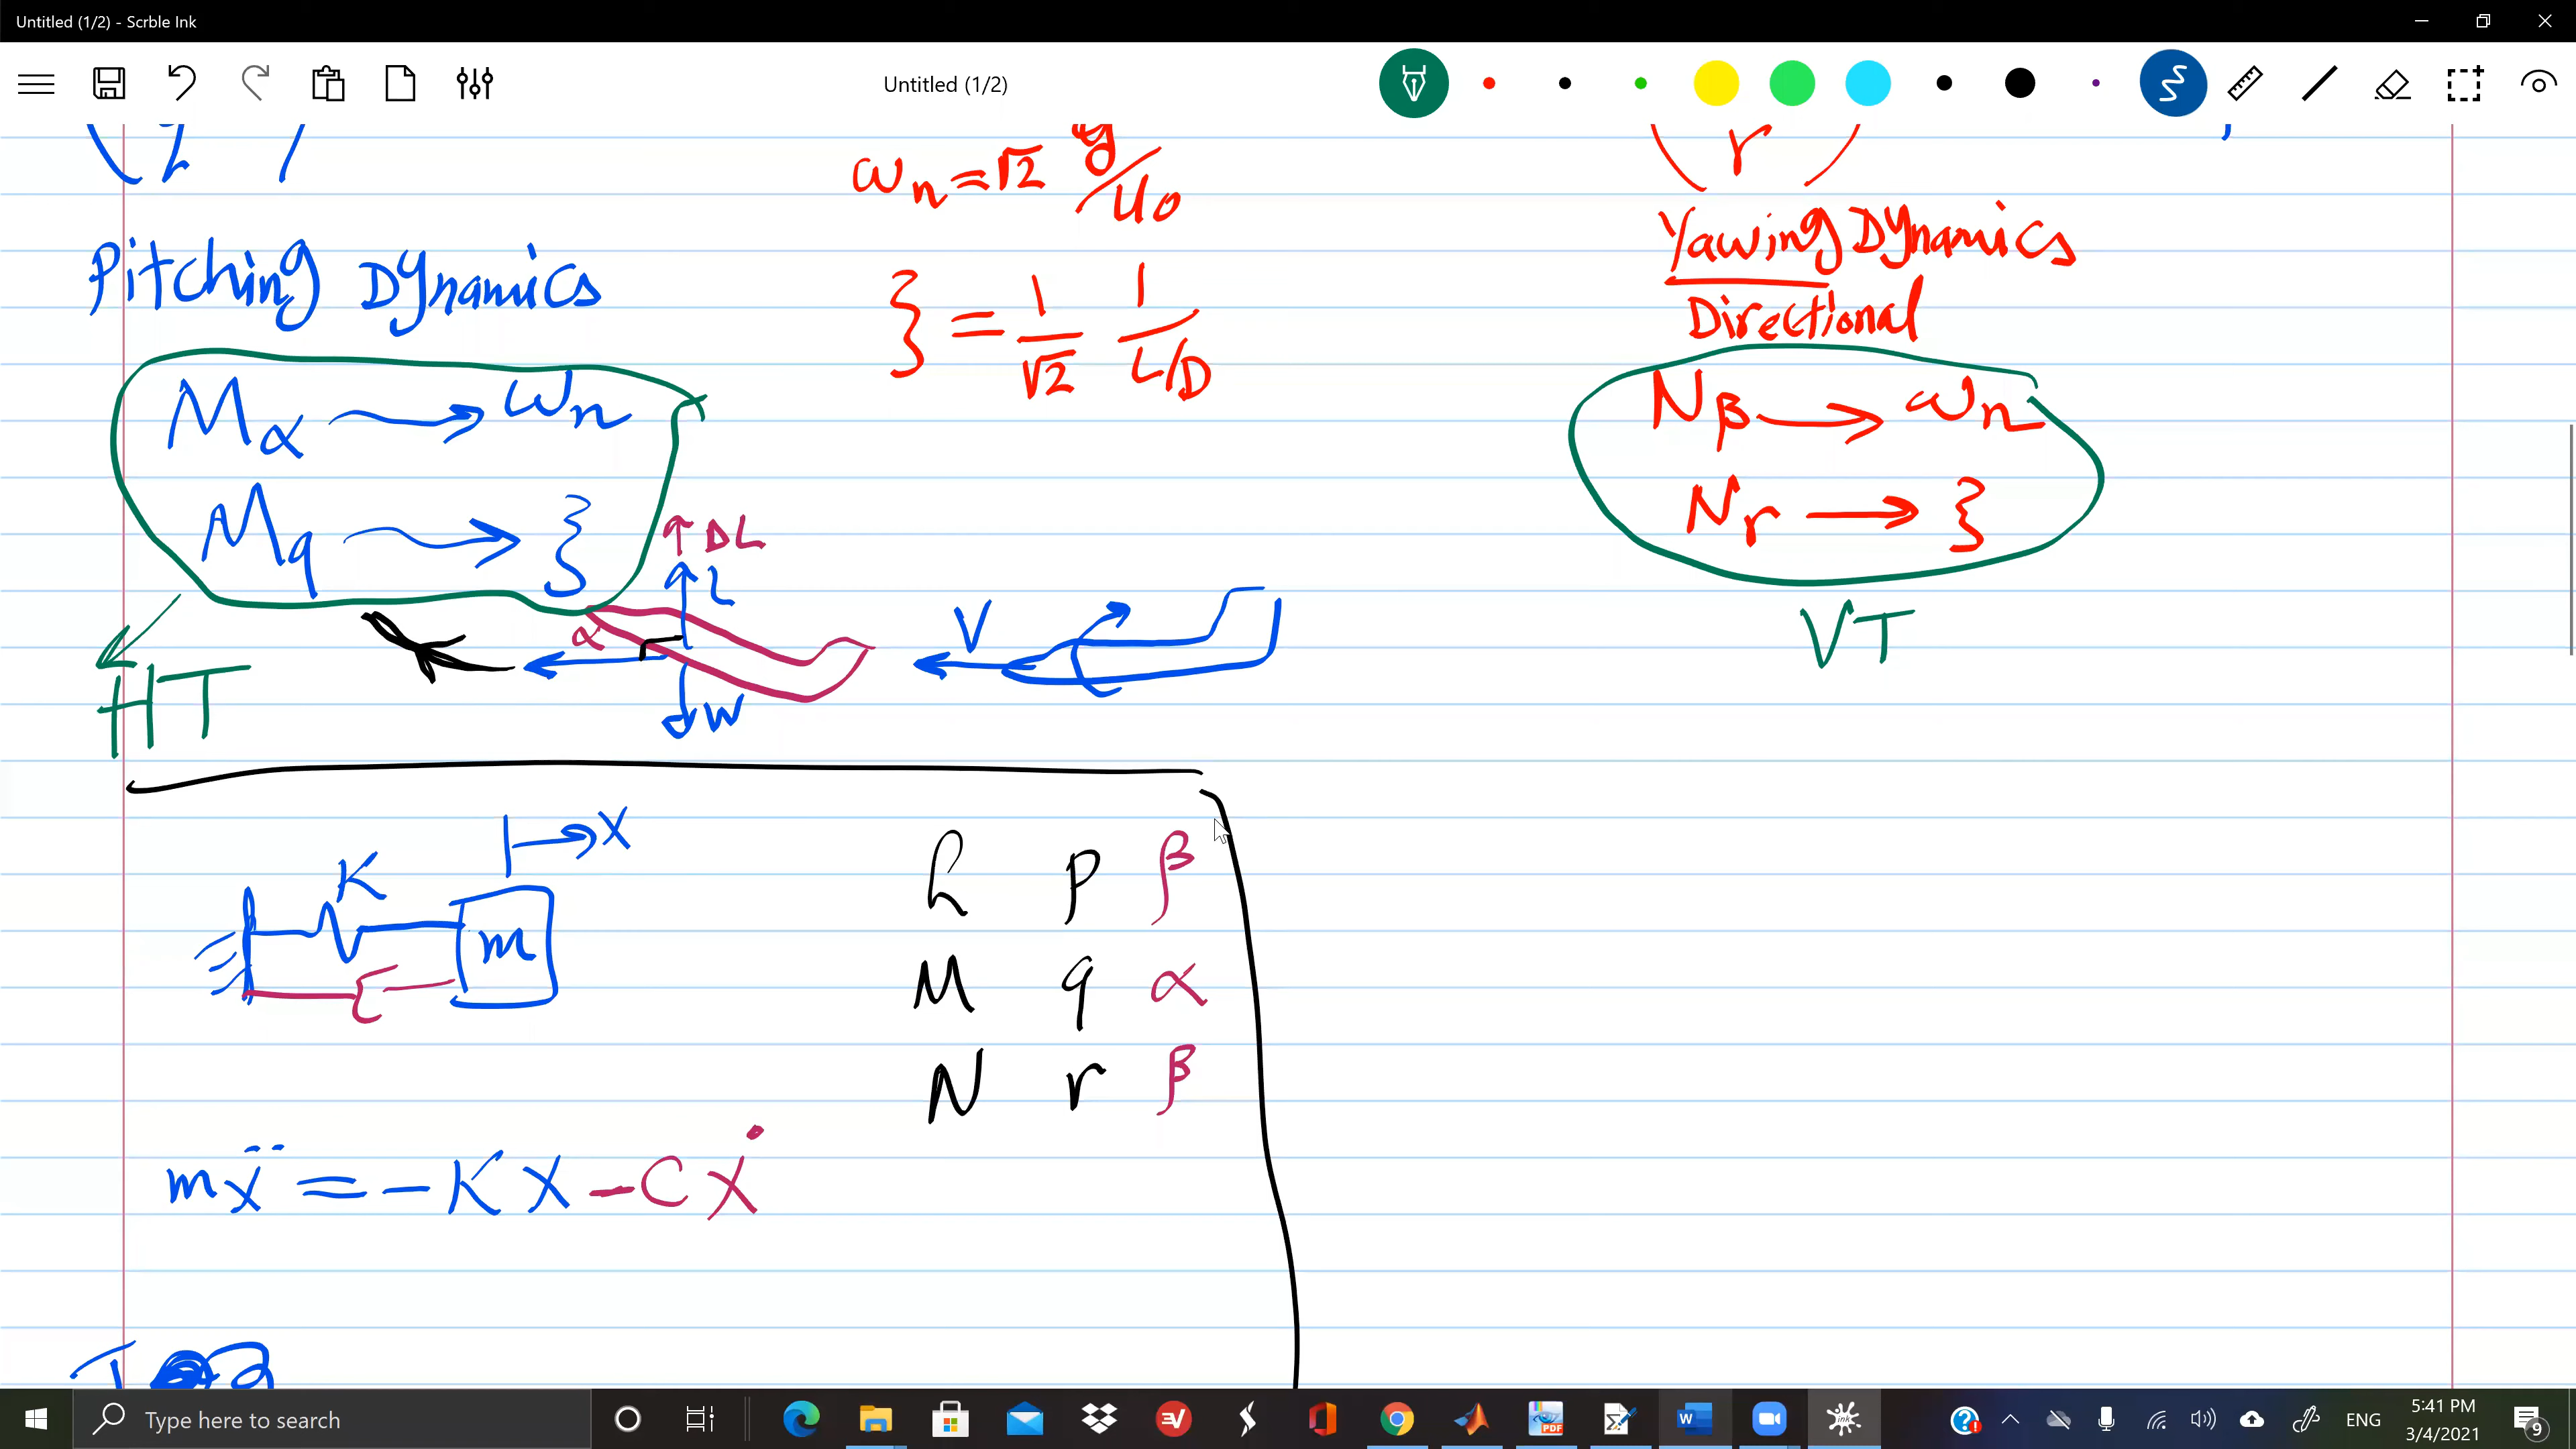 Untitled (1/2) - Scrble Ink
Untitled (1/2)
ωn = √2 g/U0
r
Pitching Dynamics
ζ = 1/√2 1/L/D
Yawing Dynamics
Directional
Mα → ωn
Mq → ζ
Nβ → ωn
Nr → ζ
↑ ΔL
L
α
W
V
HT
VT
→ X
K
m
C
L p β
M q α
N r β
mẍ = -KX - Cẋ
Type here to search
ENG
5:41 PM
3/4/2021
9